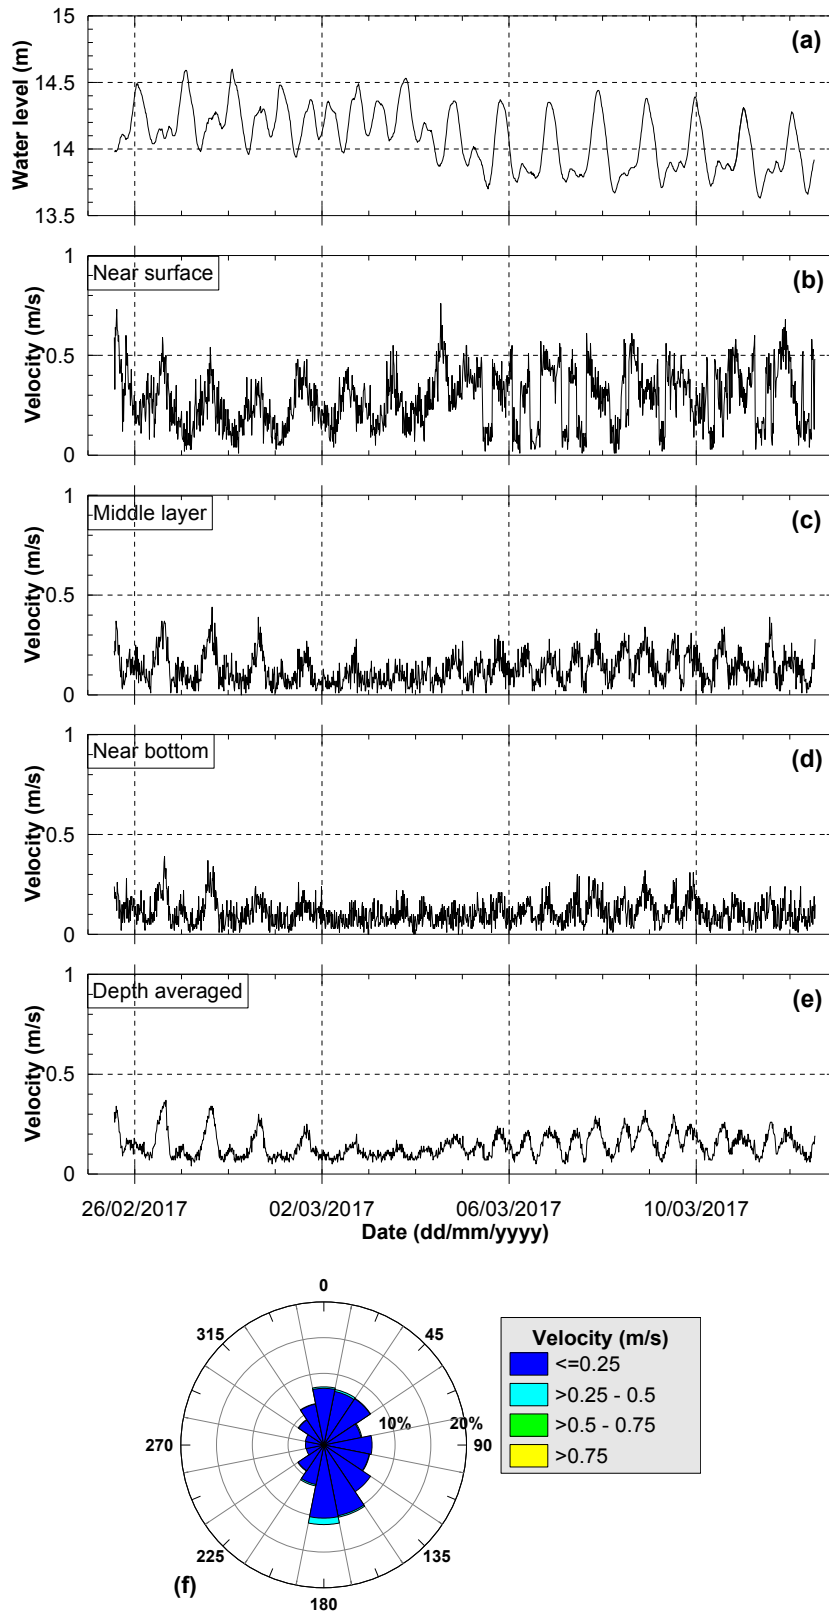 15
(a)
14.5
14
13.5
Water level (m)
1
Near surface
(b)
0.5
0
Velocity (m/s)
1
Middle layer
(c)
0.5
0
Velocity (m/s)
1
Near bottom
(d)
0.5
0
Velocity (m/s)
1
Depth averaged
(e)
0.5
0
Velocity (m/s)
26/02/2017 02/03/2017 06/03/2017 10/03/2017
Date (dd/mm/yyyy)
0
315 45
10% 20%
270 90
225 135
180
(f)
Velocity (m/s)
<=0.25
>0.25 - 0.5
>0.5 - 0.75
>0.75